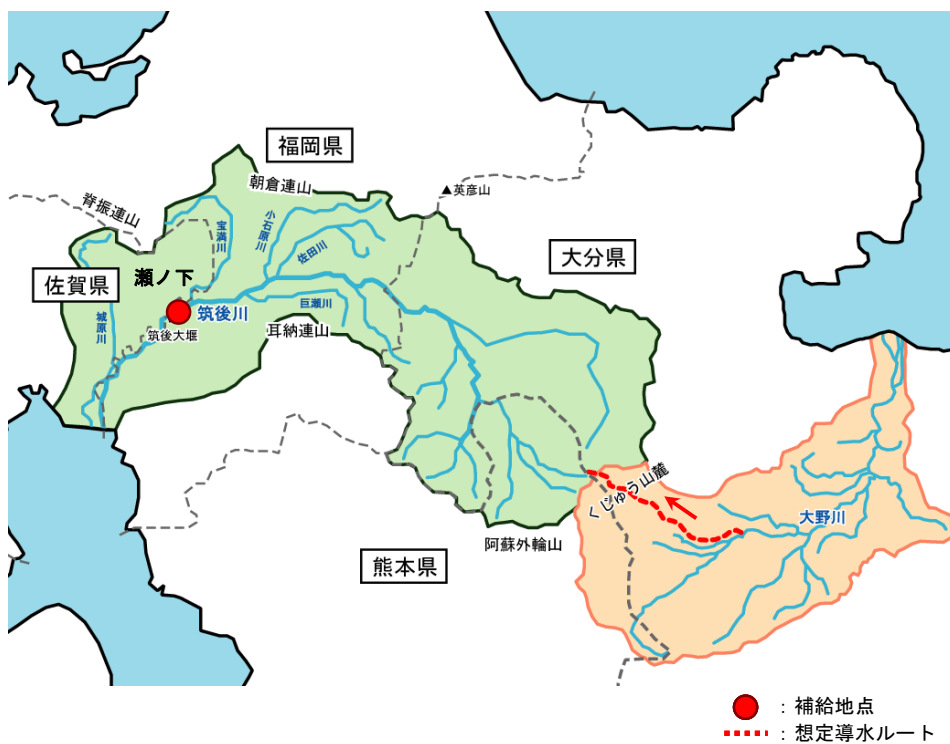 福岡県
朝倉連山
▲英彦山
脊振連山
小石原川
宝満川
佐田川
大分県
瀬ノ下
佐賀県
巨瀬川
筑後川
城原川
筑後大堰
耳納連山
くじゅう山麓
大野川
阿蘇外輪山
熊本県
：補給地点
：想定導水ルート